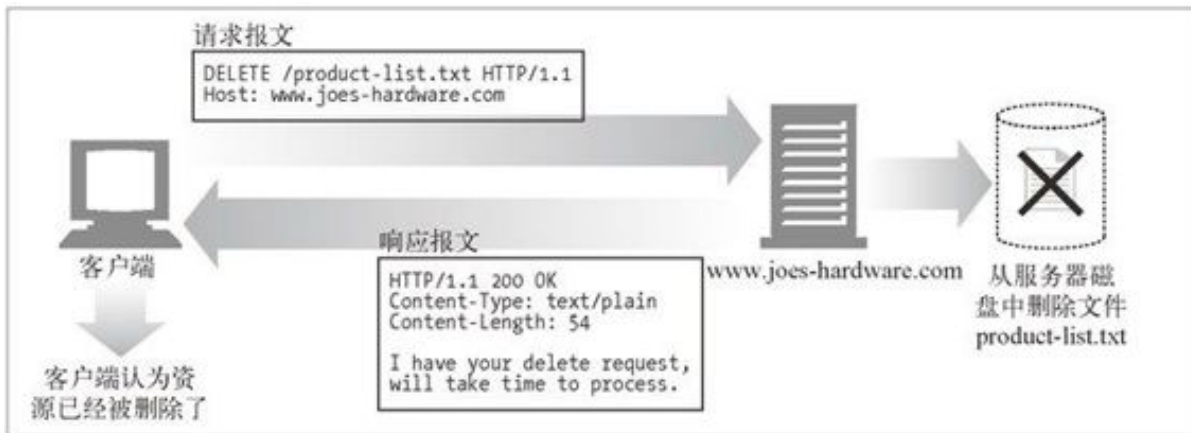 请求报文
DELETE /product-list.txt HTTP/1.1
Host: www.joes-hardware.com
客户端
客户端认为资
源已经被删除了
响应报文
HTTP/1.1 200 OK
Content-Type: text/plain
Content-Length: 54
I have your delete request,
will take time to process.
www.joes-hardware.com
从服务器磁
盘中删除文件
product-list.txt